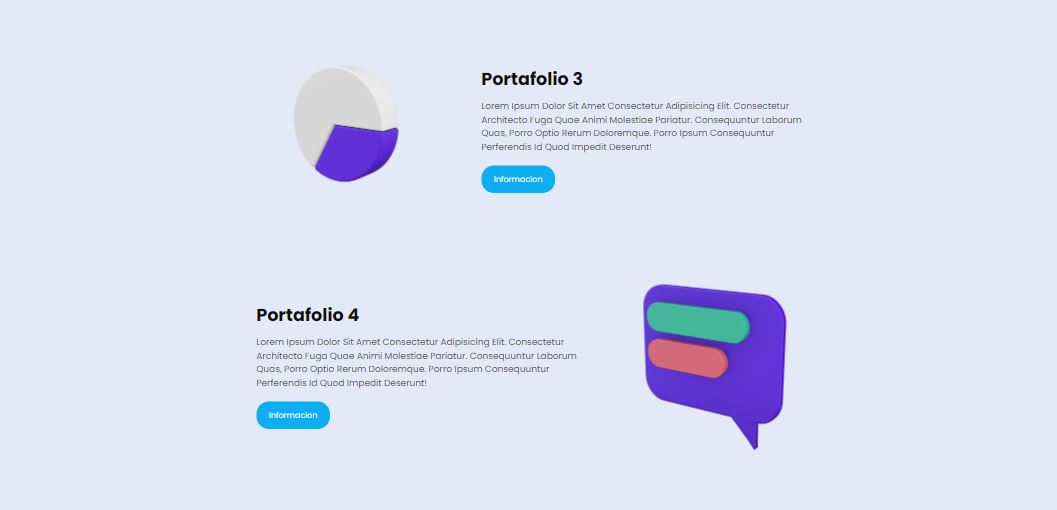 Portafolio 3
Lorem Ipsum Dolor Sit Amet Consectetur Adipisicing Elit. Consectetur
Architecto Fuga Quae Animi Molestiae Pariatur. Consequuntur Laborum
Quas, Porro Optio Rerum Doloremque. Porro Ipsum Consequuntur
Perferendis Id Quod Impedit Deserunt!
Informacion
Portafolio 4
Lorem Ipsum Dolor Sit Amet Consectetur Adipisicing Elit. Consectetur
Architecto Fuga Quae Animi Molestiae Pariatur. Consequuntur Laborum
Quas, Porro Optio Rerum Doloremque. Porro Ipsum Consequuntur
Perferendis Id Quod Impedit Deserunt!
Informacion